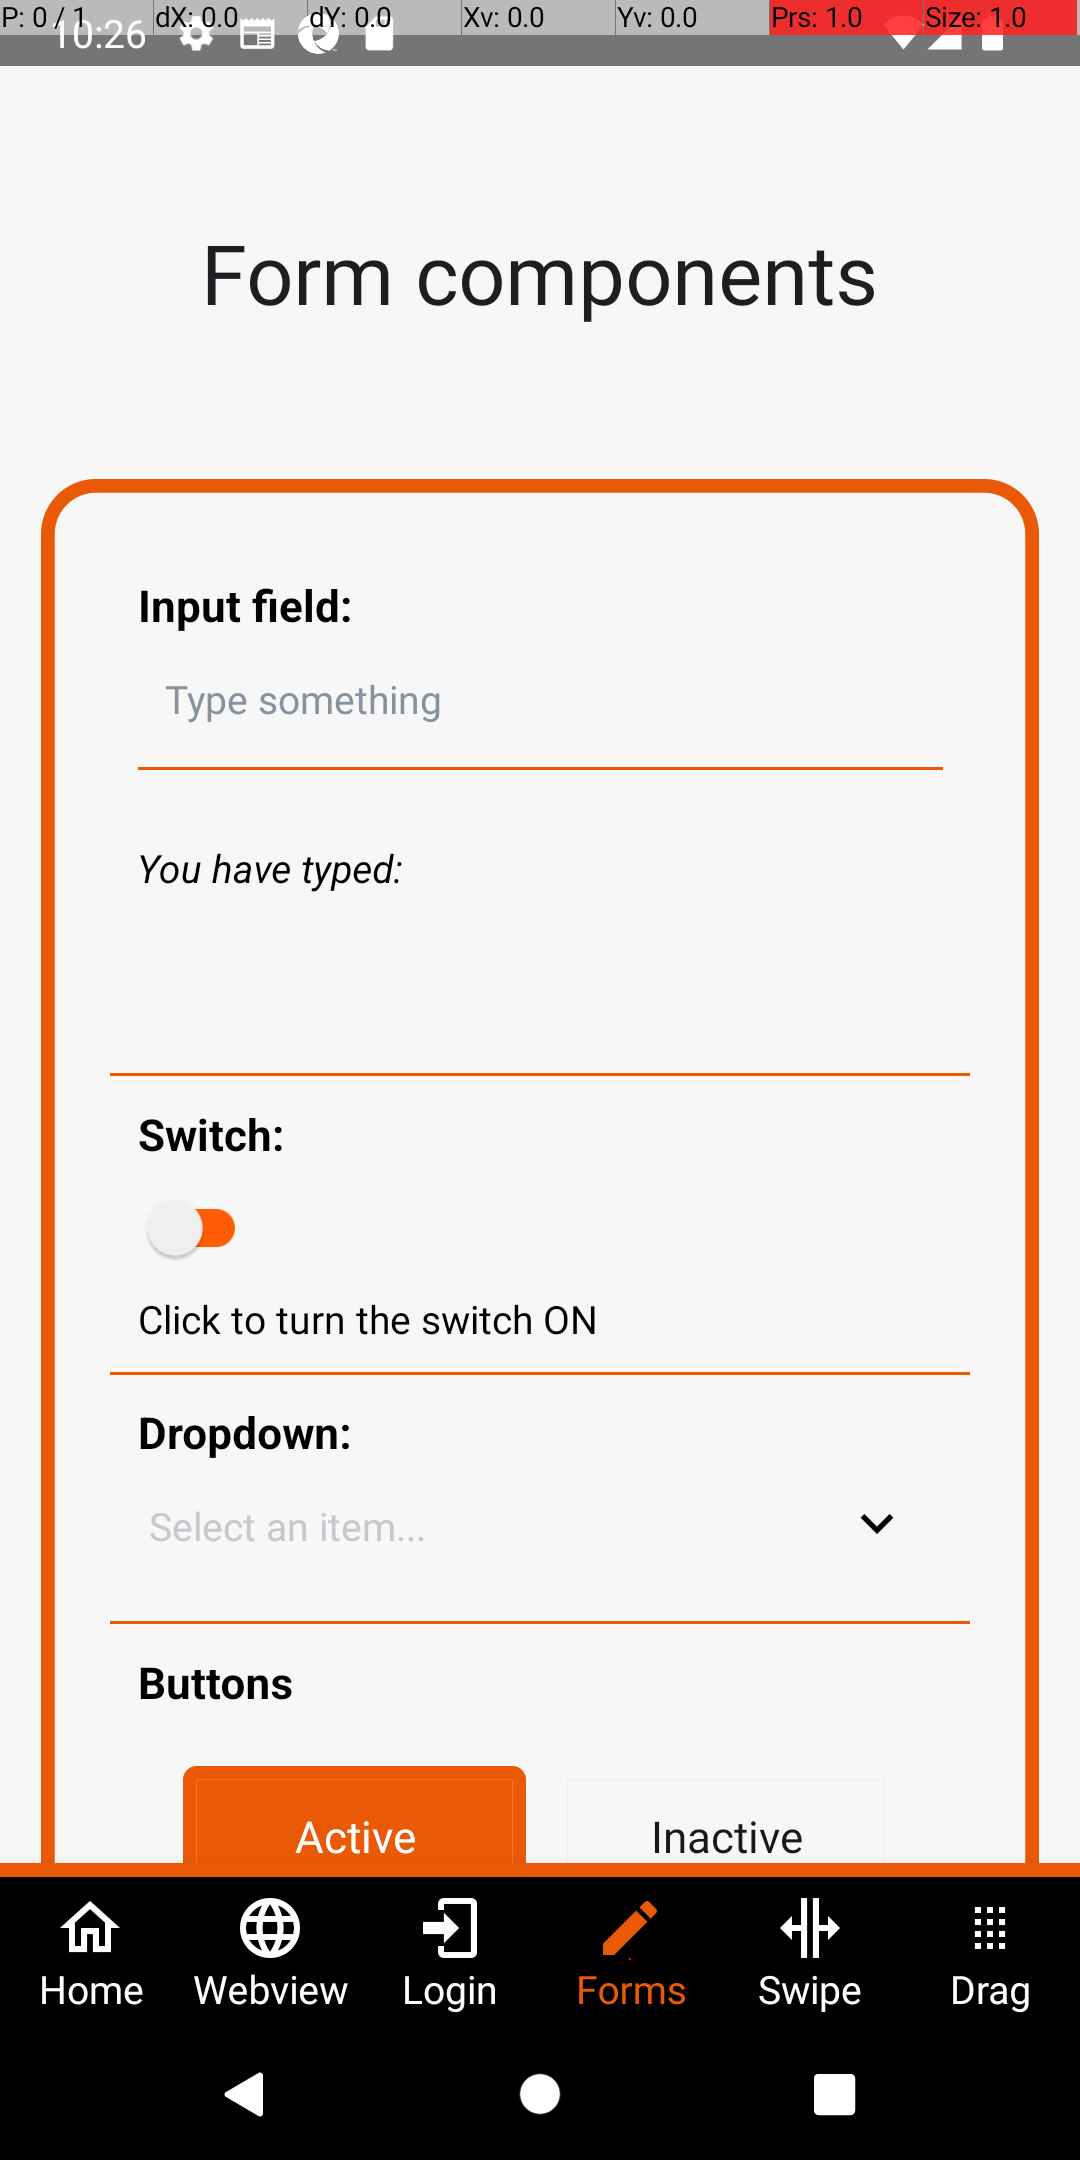 P: 0 / 1 dX: 0.0 dY: 0.0 Xv: 0.0 Yv: 0.0 Prs: 1.0 Size: 1.0
10:26
Form components
Input field:
Type something
You have typed:
Switch:
Click to turn the switch ON
Dropdown:
Select an item...
Buttons
Active Inactive
Home Webview Login Forms Swipe Drag